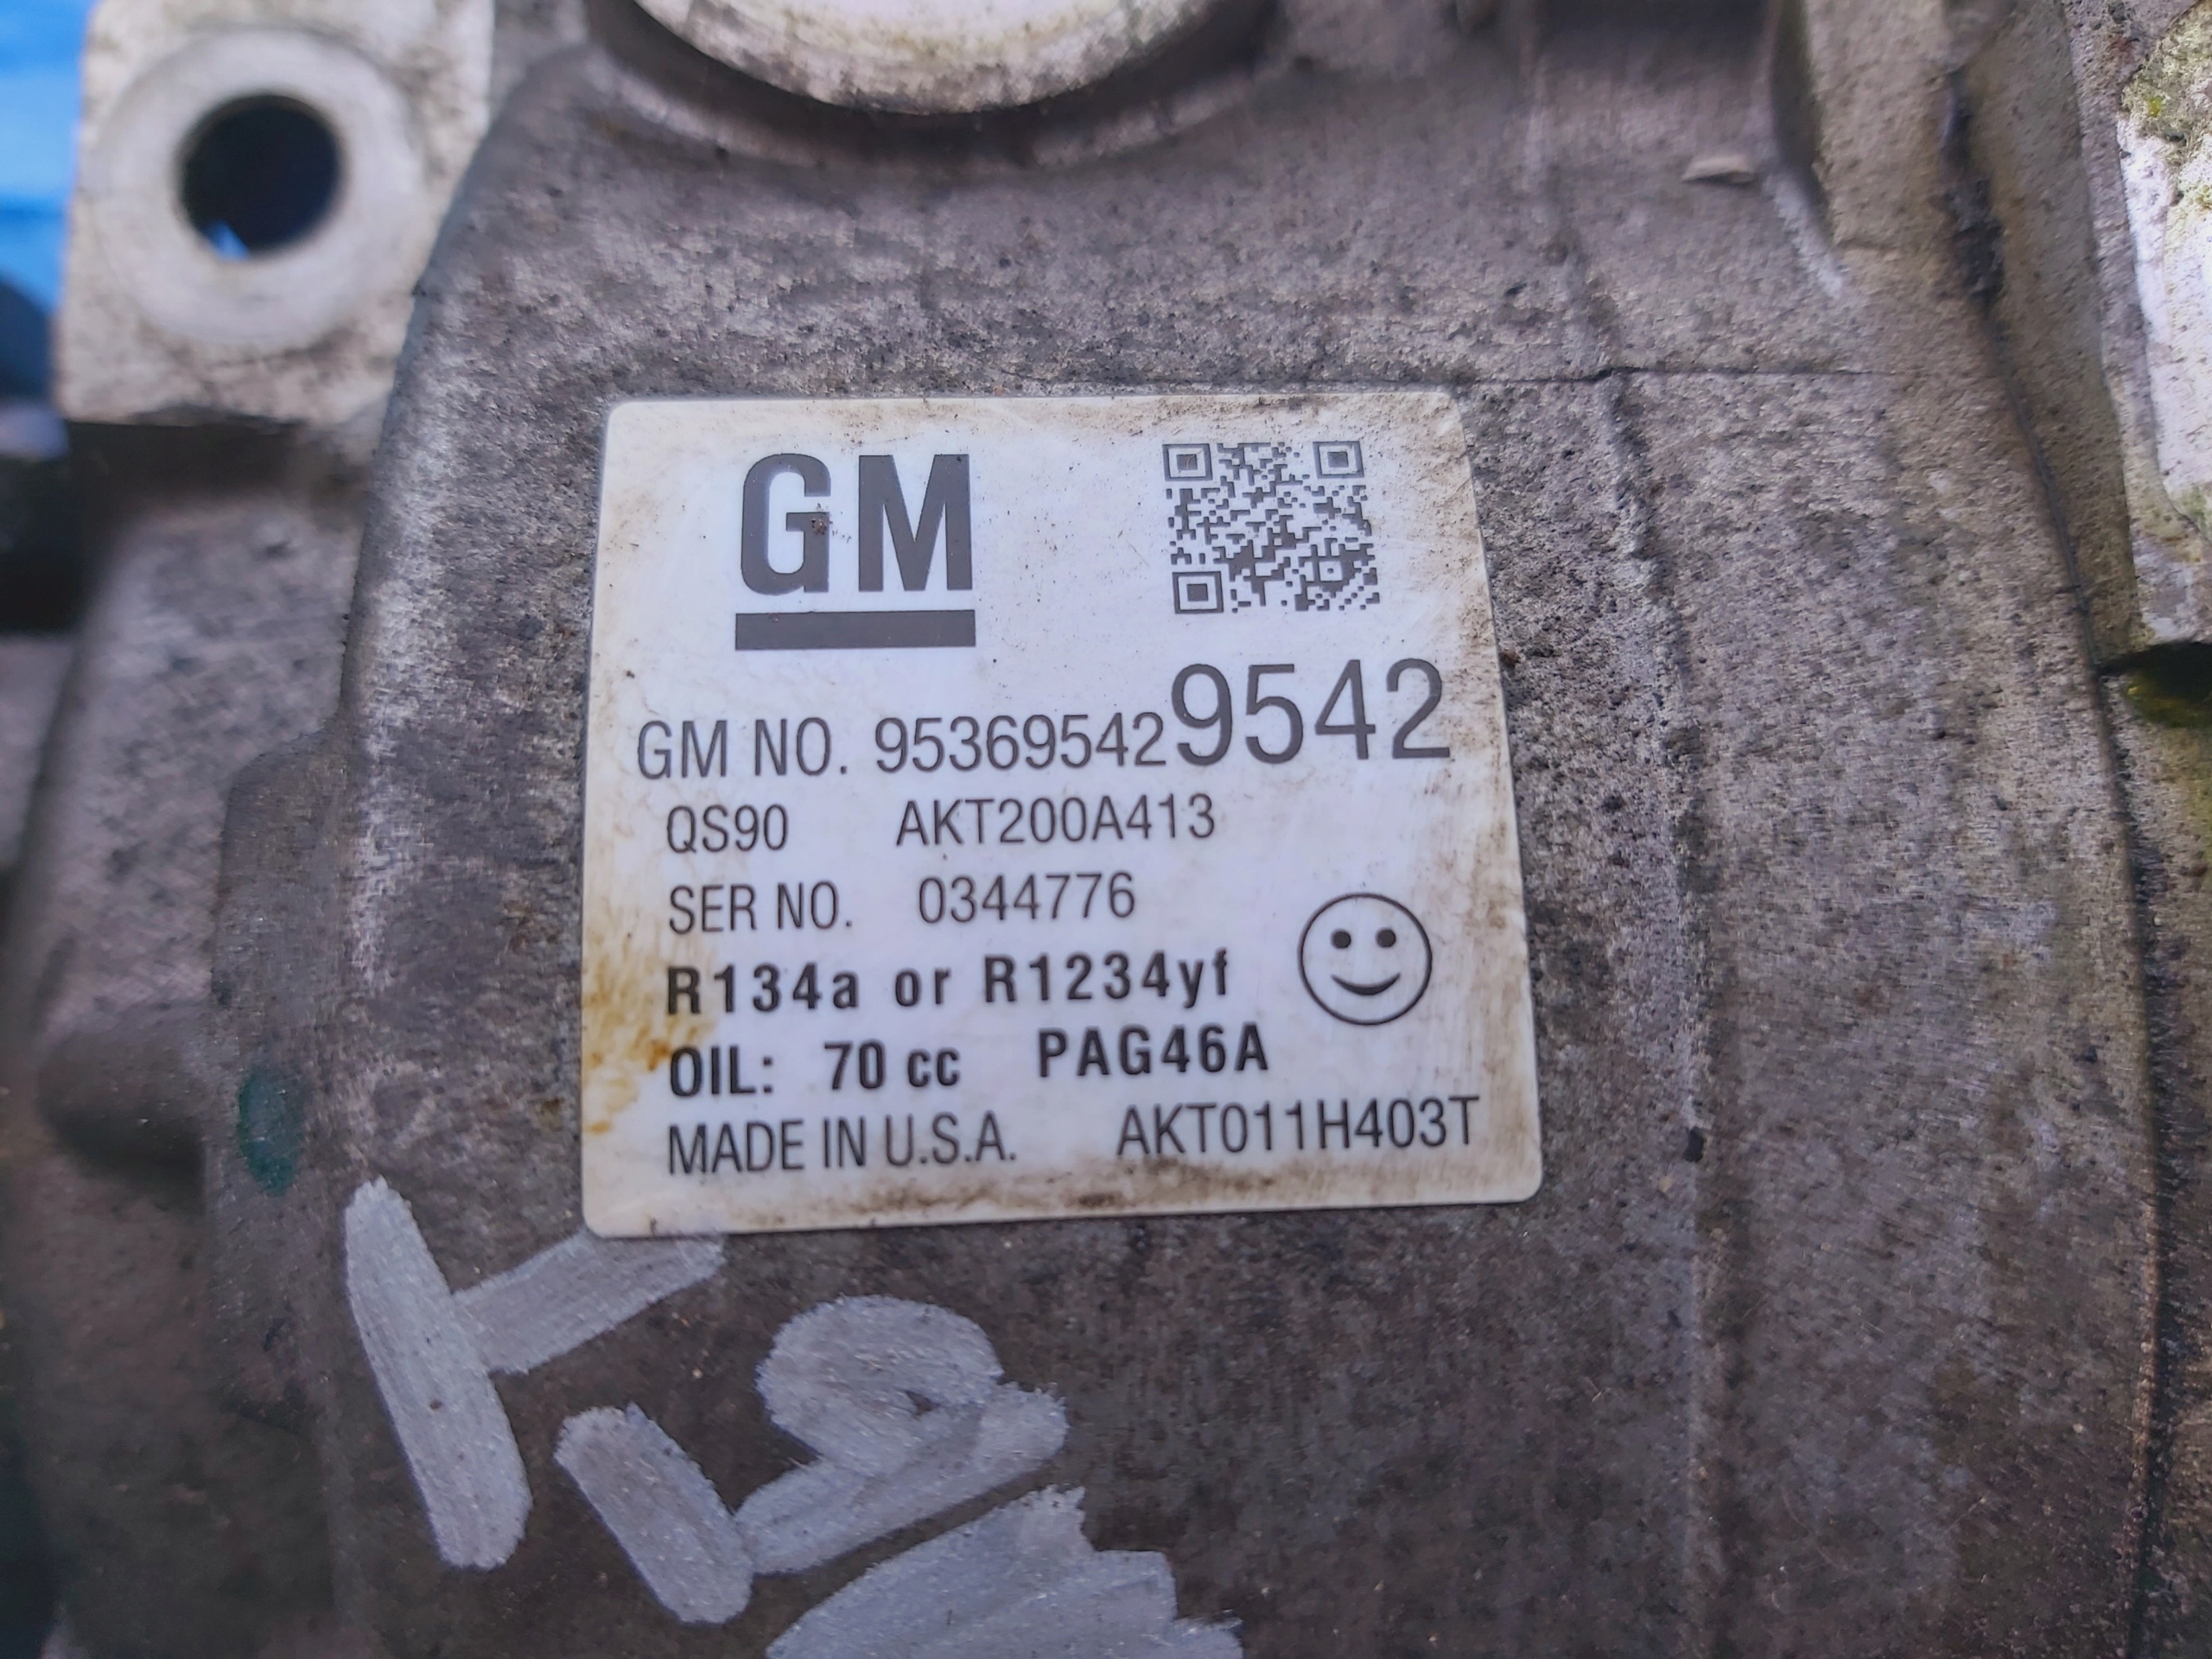 GM
GM NO. 95369542 9542
QS90 AKT200A413
SER NO. 0344776
R134a or R1234yf
OIL: 70 cc PAG46A
MADE IN U.S.A. AKT011H403T